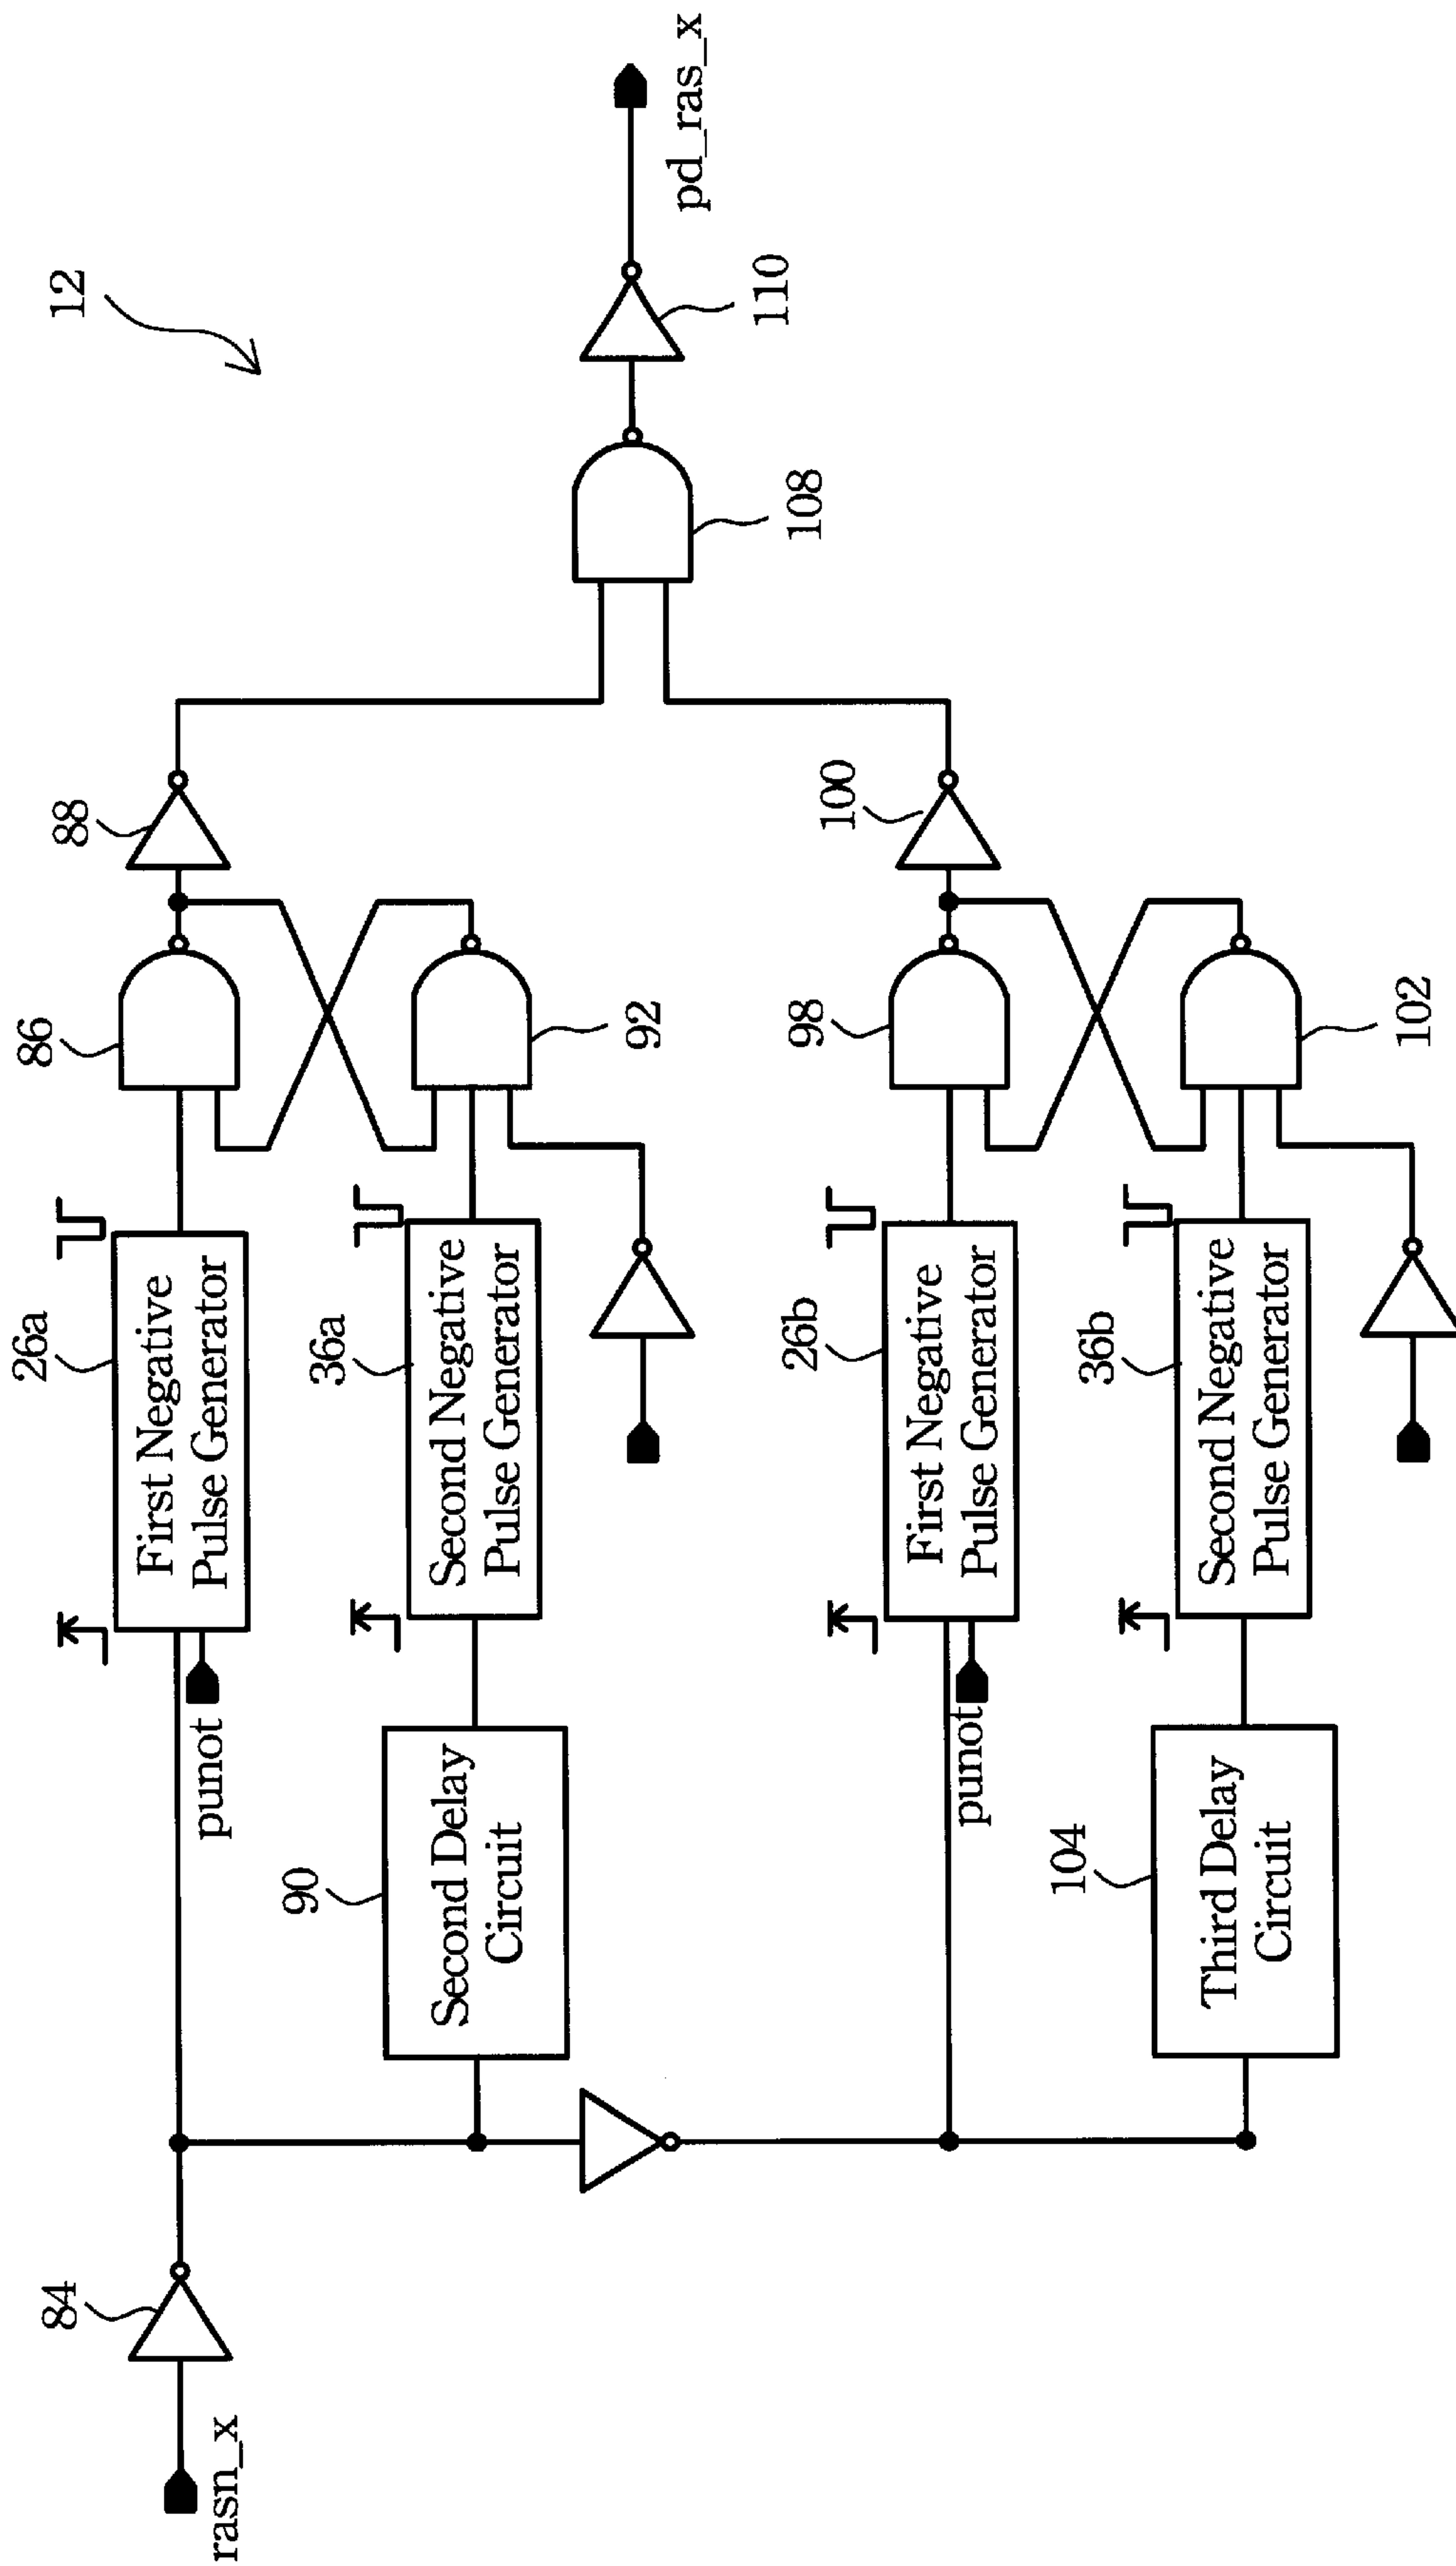 12
rasn_x
84
26a
First Negative
Pulse Generator
punot
86
88
90
Second Delay
Circuit
36a
Second Negative
Pulse Generator
92
108
110
pd_ras_x
26b
First Negative
Pulse Generator
punot
98
100
104
Third Delay
Circuit
36b
Second Negative
Pulse Generator
102